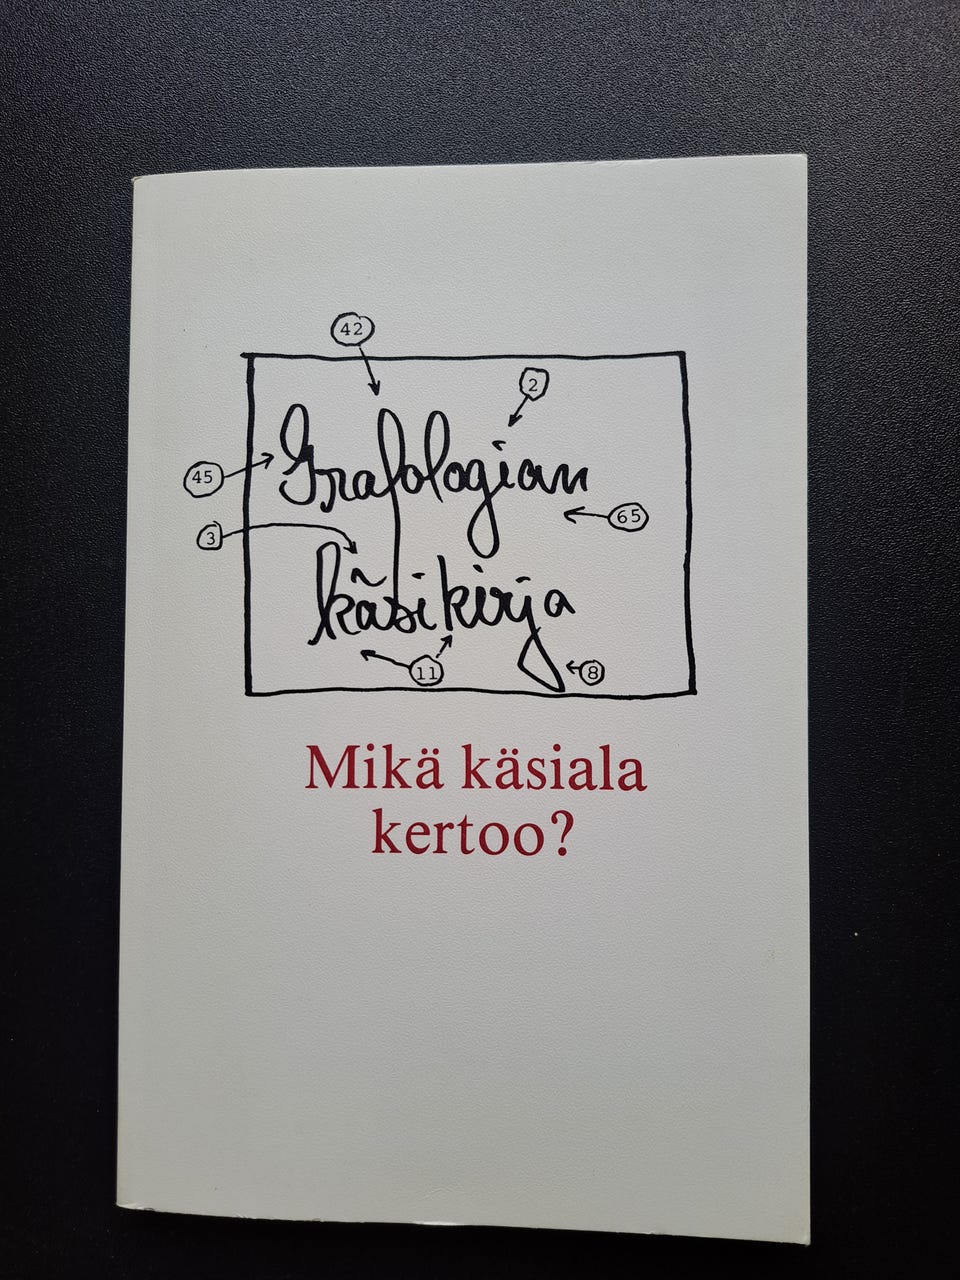 42
2
Grafologian
45
65
3
käsikirja
11
8
Mikä käsiala
kertoo?